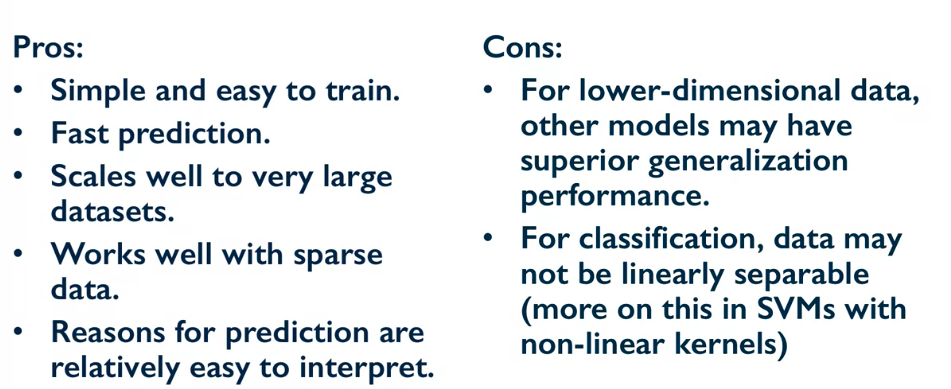 Pros:
• Simple and easy to train.
• Fast prediction.
• Scales well to very large
datasets.
• Works well with sparse
data.
• Reasons for prediction are
relatively easy to interpret.
Cons:
• For lower-dimensional data,
other models may have
superior generalization
performance.
• For classification, data may
not be linearly separable
(more on this in SVMs with
non-linear kernels)